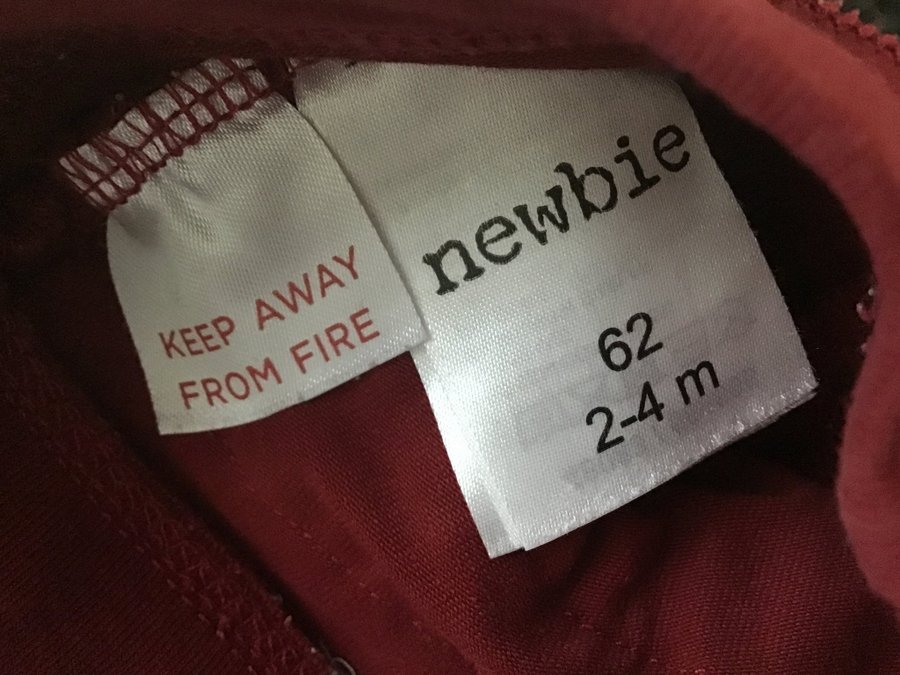 KEEP AWAY
FROM FIRE
newbie
62
2-4 m